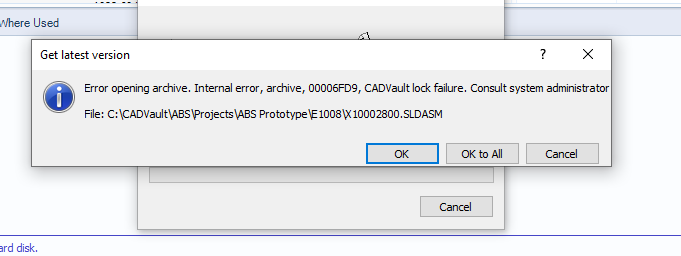 Where Used
Get latest version
?
Error opening archive. Internal error, archive, 00006FD9, CADVault lock failure. Consult system administrator
File: C:\CADVault\ABS\Projects\ABS Prototype\E1008\X10002800.SLDASM
OK
OK to All
Cancel
Cancel
ard disk.